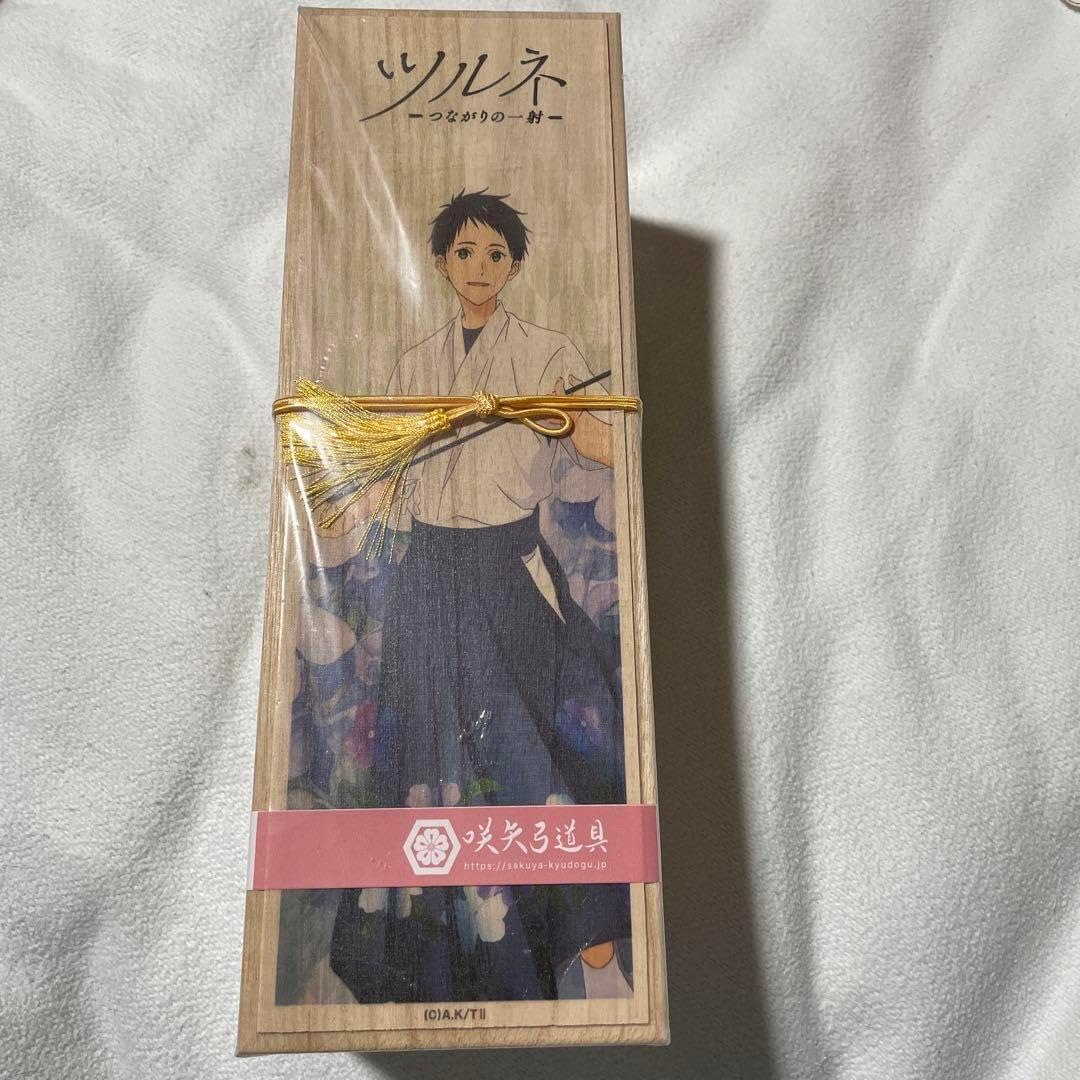 ツルネ
ーつながりの一射ー
咲矢弓道具
https://sakuya-kyudogu.jp
(C)A.K/TⅡ